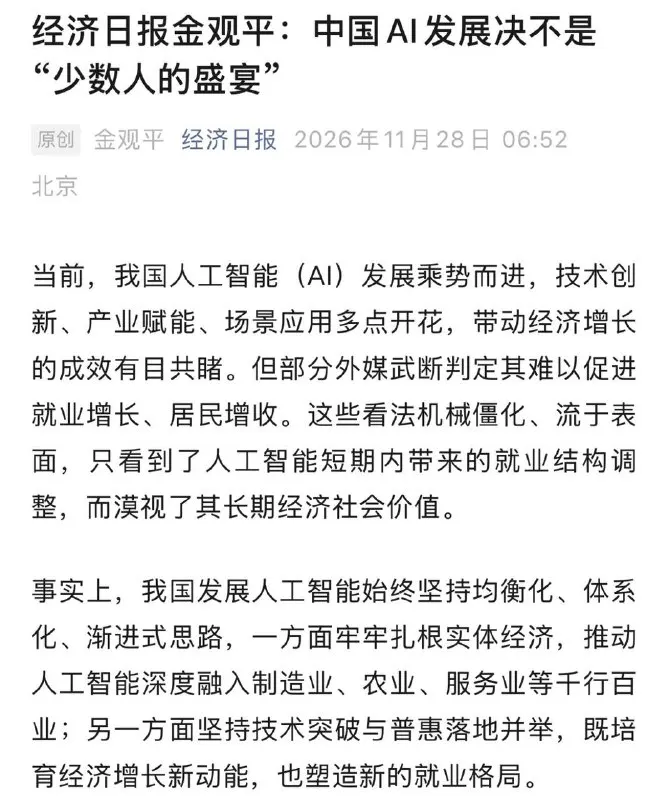 经济日报金观平：中国AI发展决不是
“少数人的盛宴”
原创 金观平 经济日报 2026年11月28日 06:52
北京
当前，我国人工智能（AI）发展乘势而进，技术创
新、产业赋能、场景应用多点开花，带动经济增长
的成效有目共睹。但部分外媒武断判定其难以促进
就业增长、居民增收。这些看法机械僵化、流于表
面，只看到了人工智能短期内带来的就业结构调
整，而漠视了其长期经济社会价值。
事实上，我国发展人工智能始终坚持均衡化、体系
化、渐进式思路，一方面牢牢扎根实体经济，推动
人工智能深度融入制造业、农业、服务业等千行百
业；另一方面坚持技术突破与普惠落地并举，既培
育经济增长新动能，也塑造新的就业格局。